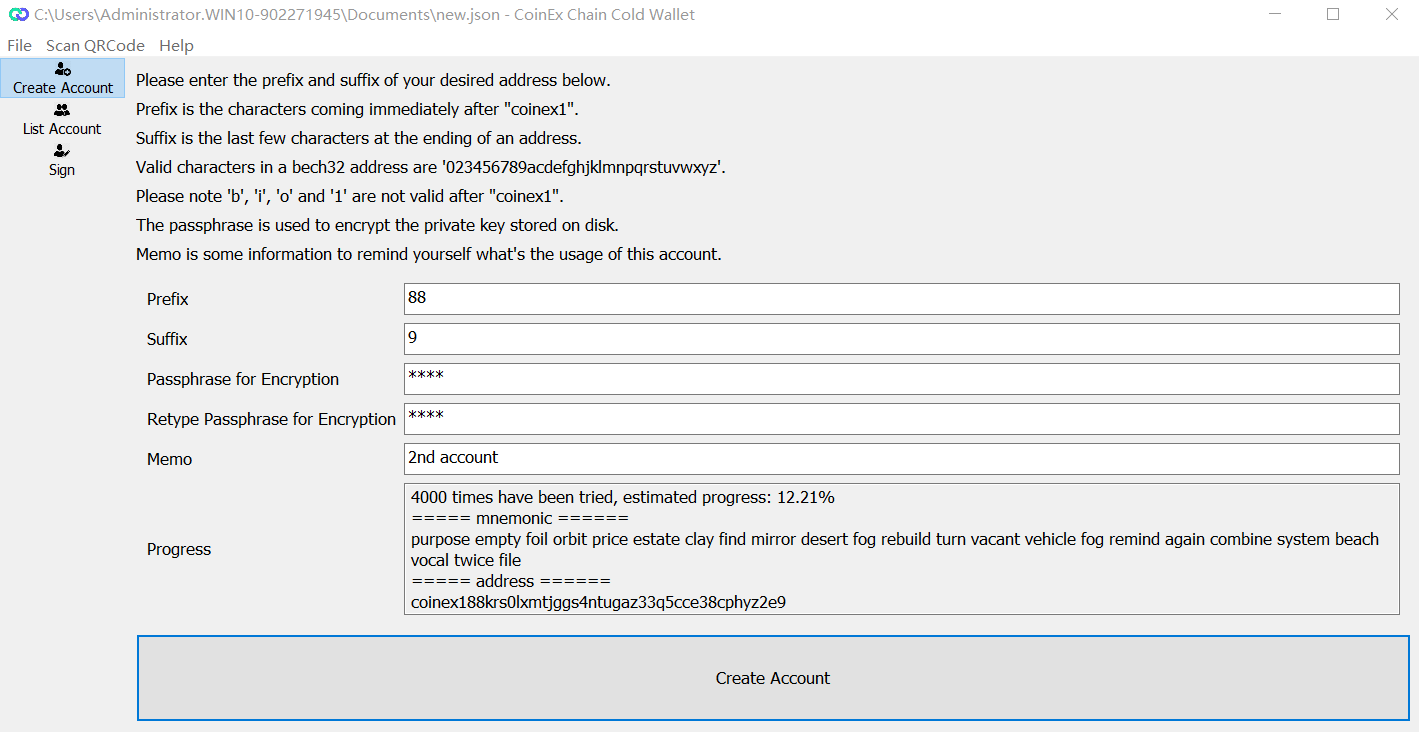 C:\Users\Administrator.WIN10-902271945\Documents\new.json - CoinEx Chain Cold Wallet
File Scan QRCode Help
Create Account
List Account
Sign
Please enter the prefix and suffix of your desired address below.
Prefix is the characters coming immediately after "coinex1".
Suffix is the last few characters at the ending of an address.
Valid characters in a bech32 address are '023456789acdefghjklmnpqrstuvwxyz'.
Please note 'b', 'i', 'o' and '1' are not valid after "coinex1".
The passphrase is used to encrypt the private key stored on disk.
Memo is some information to remind yourself what's the usage of this account.
Prefix 88
Suffix 9
Passphrase for Encryption ****
Retype Passphrase for Encryption ****
Memo 2nd account
Progress
4000 times have been tried, estimated progress: 12.21%
===== mnemonic ======
purpose empty foil orbit price estate clay find mirror desert fog rebuild turn vacant vehicle fog remind again combine system beach
vocal twice file
===== address ======
coinex188krs0lxmtjggs4ntugaz33q5cce38cphyz2e9
Create Account